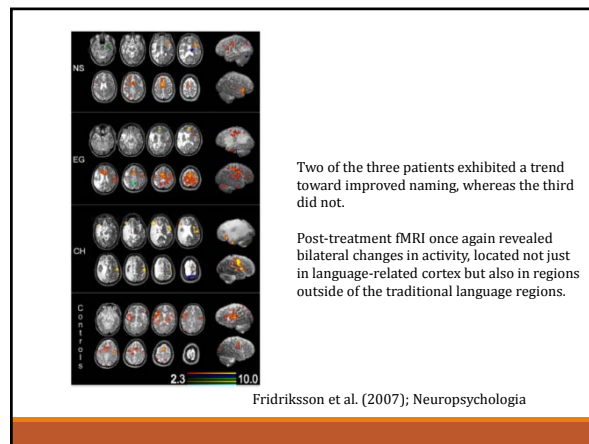 NS
EG
CH
Controls
2.3 10.0
Two of the three patients exhibited a trend
toward improved naming, whereas the third
did not.
Post-treatment fMRI once again revealed
bilateral changes in activity, located not just
in language-related cortex but also in regions
outside of the traditional language regions.
Fridriksson et al. (2007); Neuropsychologia